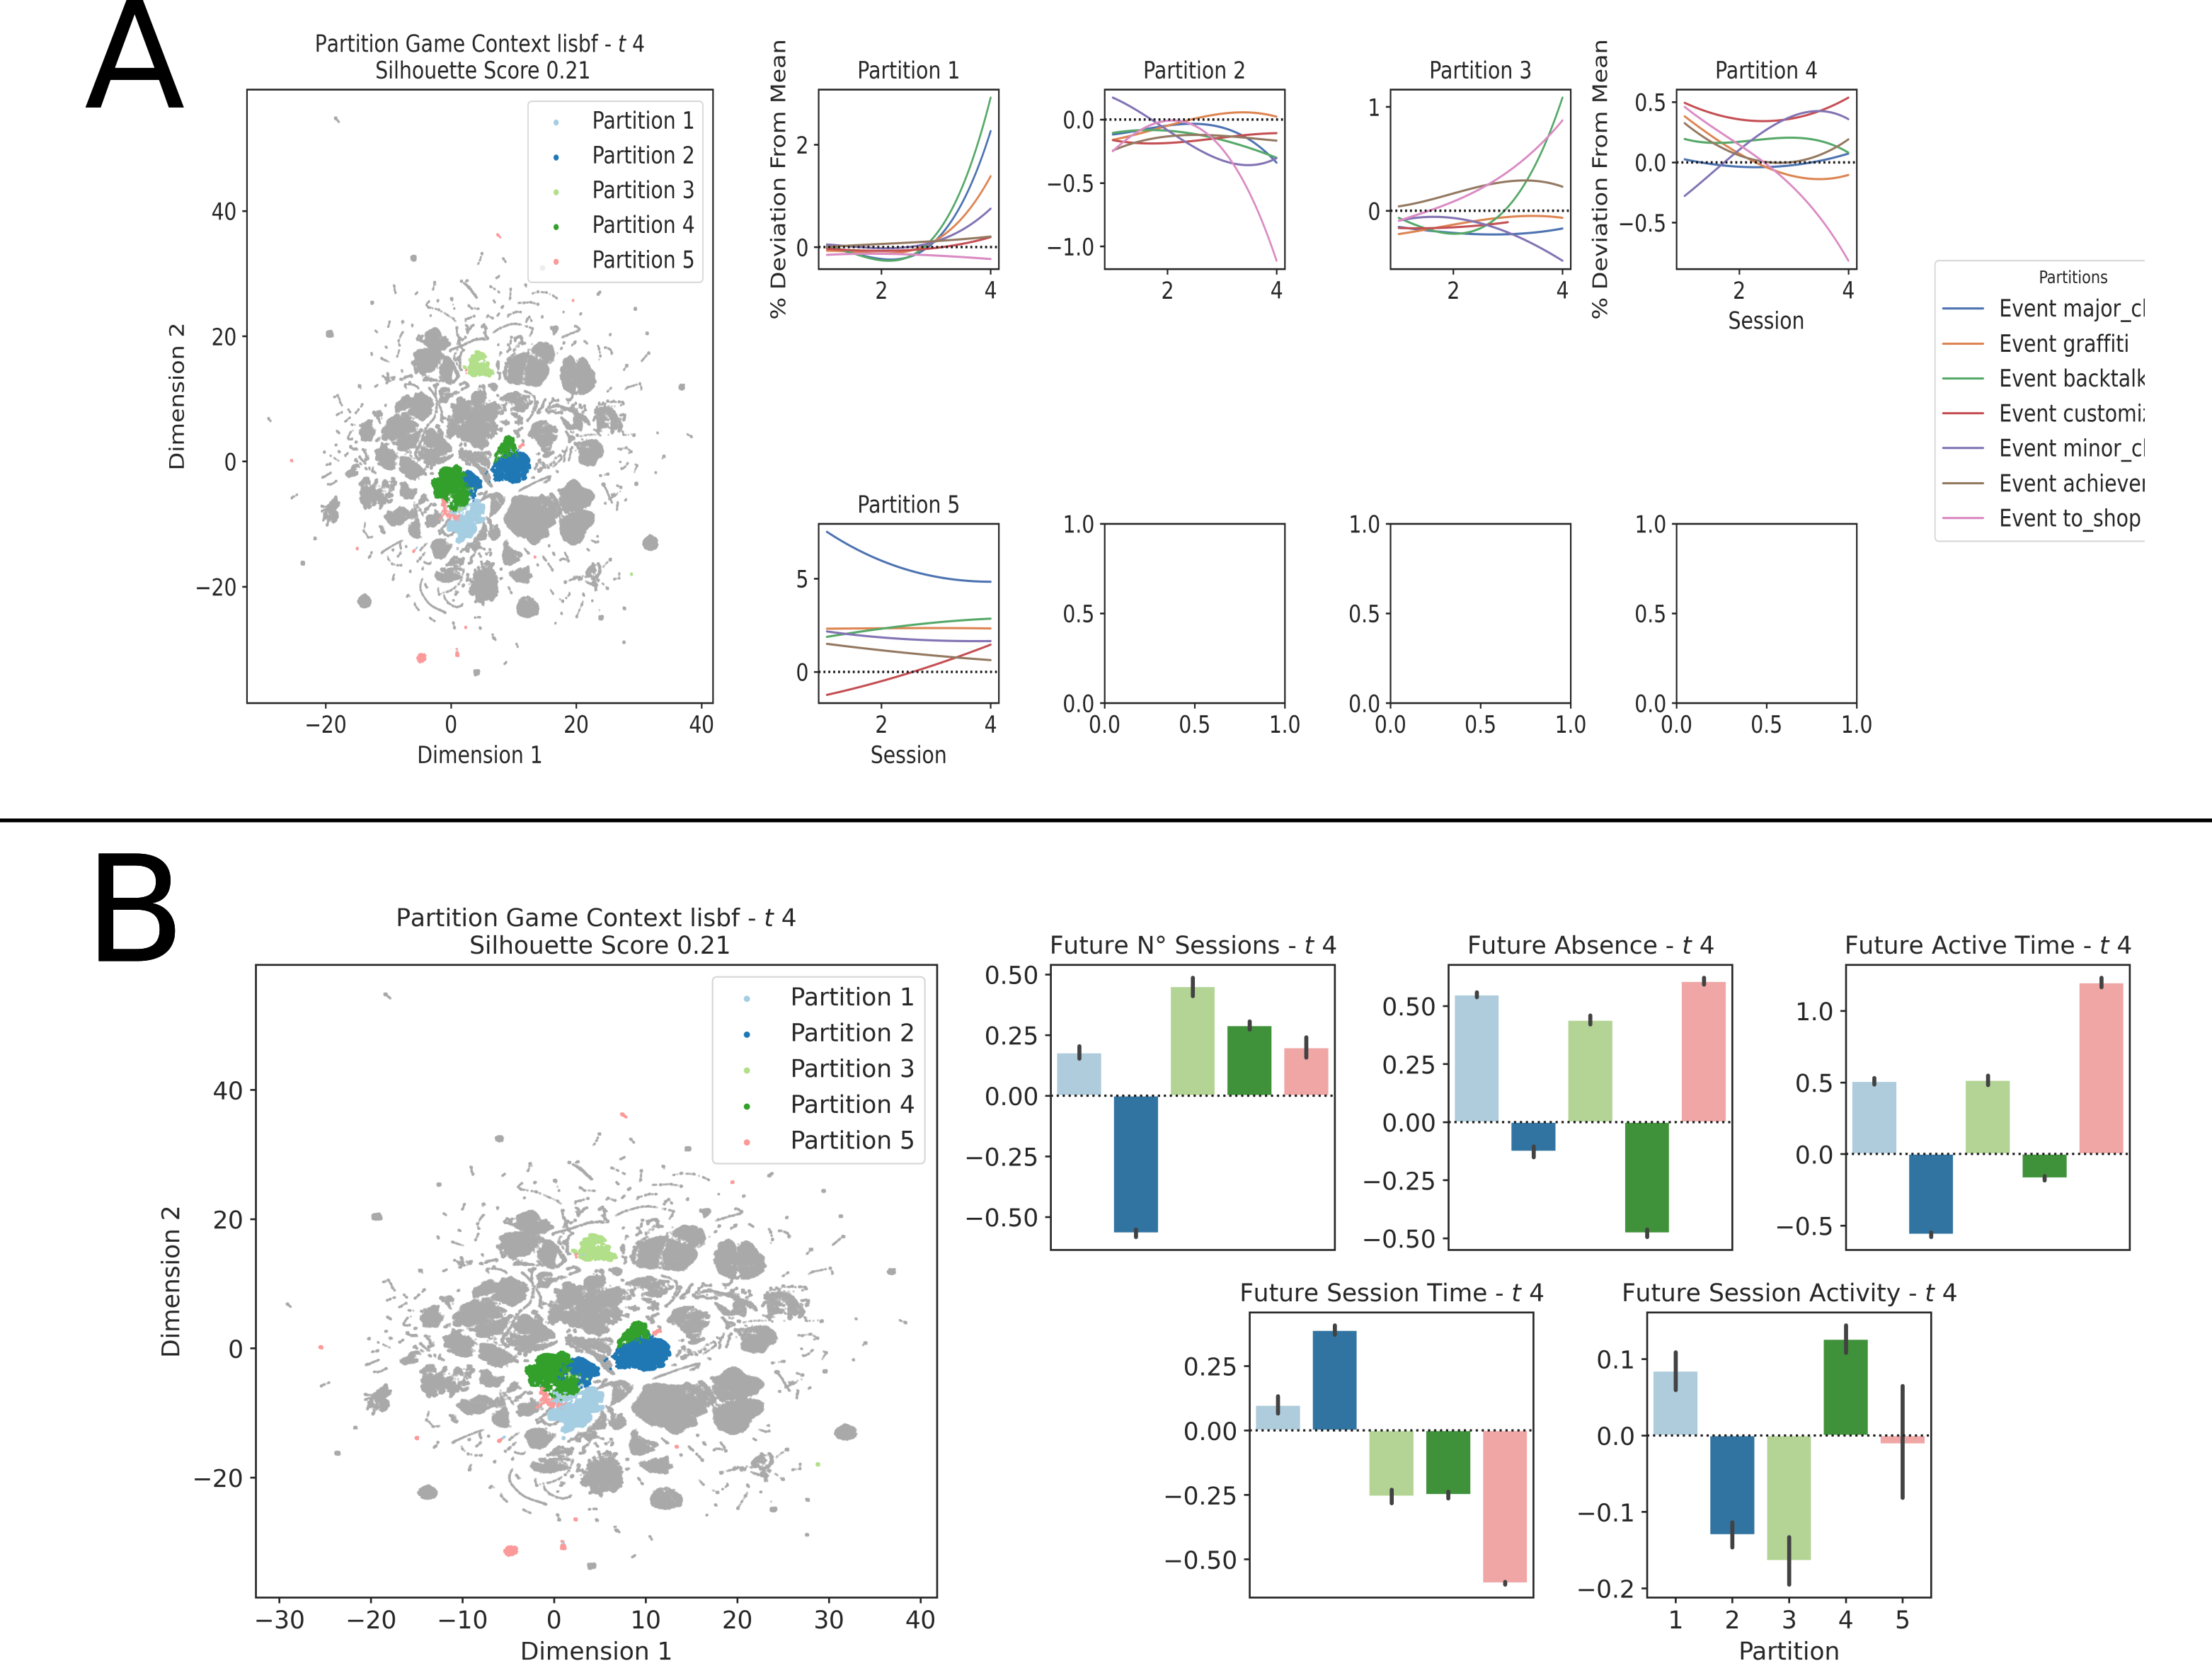 A
Partition Game Context lisbf - t 4
Silhouette Score 0.21
Partition 1
Partition 2
Partition 3
Partition 4
Partition 5
40
20
0
−20
Dimension 2
−20
0
20
40
Dimension 1
% Deviation From Mean
Partition 1
2
0
2
4
Partition 2
0.0
−0.5
−1.0
2
4
Partition 3
1
0
2
4
% Deviation From Mean
Partition 4
0.5
0.0
−0.5
2
4
Session
Partitions
Event major_cl
Event graffiti
Event backtalk
Event customi
Event minor_cl
Event achiever
Event to_shop
Partition 5
5
0
2
4
Session
1.0
0.5
0.0
0.0
0.5
1.0
1.0
0.5
0.0
0.0
0.5
1.0
1.0
0.5
0.0
0.0
0.5
1.0
B
Partition Game Context lisbf - t 4
Silhouette Score 0.21
Partition 1
Partition 2
Partition 3
Partition 4
Partition 5
40
20
0
−20
Dimension 2
−30
−20
−10
0
10
20
30
40
Dimension 1
Future N° Sessions - t 4
0.50
0.25
0.00
−0.25
−0.50
Future Absence - t 4
0.50
0.25
0.00
−0.25
−0.50
Future Active Time - t 4
1.0
0.5
0.0
−0.5
Future Session Time - t 4
0.25
0.00
−0.25
−0.50
Future Session Activity - t 4
0.1
0.0
−0.1
−0.2
1
2
3
4
5
Partition